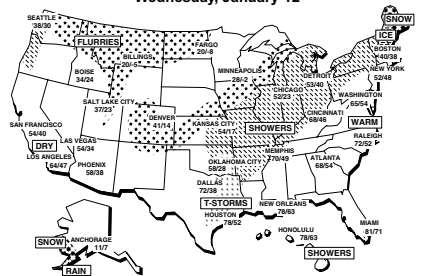 Wednesday, January 12
SEATTLE
38/30
FLURRIES
BILLINGS
20/-5
FARGO
20/-8
SNOW
ICE
BOSTON
40/38
BOISE
34/24
MINNEAPOLIS
28/-2
DETROIT
53/40
NEW YORK
52/48
CHICAGO
52/23
SALT LAKE CITY
37/23
WASHINGTON
65/54
CINCINNATI
68/46
DENVER
41/14
KANSAS CITY
54/17
SHOWERS
WARM
SAN FRANCISCO
54/40
DRY
LAS VEGAS
54/34
RALEIGH
72/52
LOS ANGELES
64/47
PHOENIX
58/38
OKLAHOMA CITY
58/28
MEMPHIS
70/49
ATLANTA
68/54
DALLAS
72/38
T-STORMS
HOUSTON
78/52
NEW ORLEANS
78/63
MIAMI
81/71
SNOW
ANCHORAGE
11/7
RAIN
HONOLULU
78/63
SHOWERS